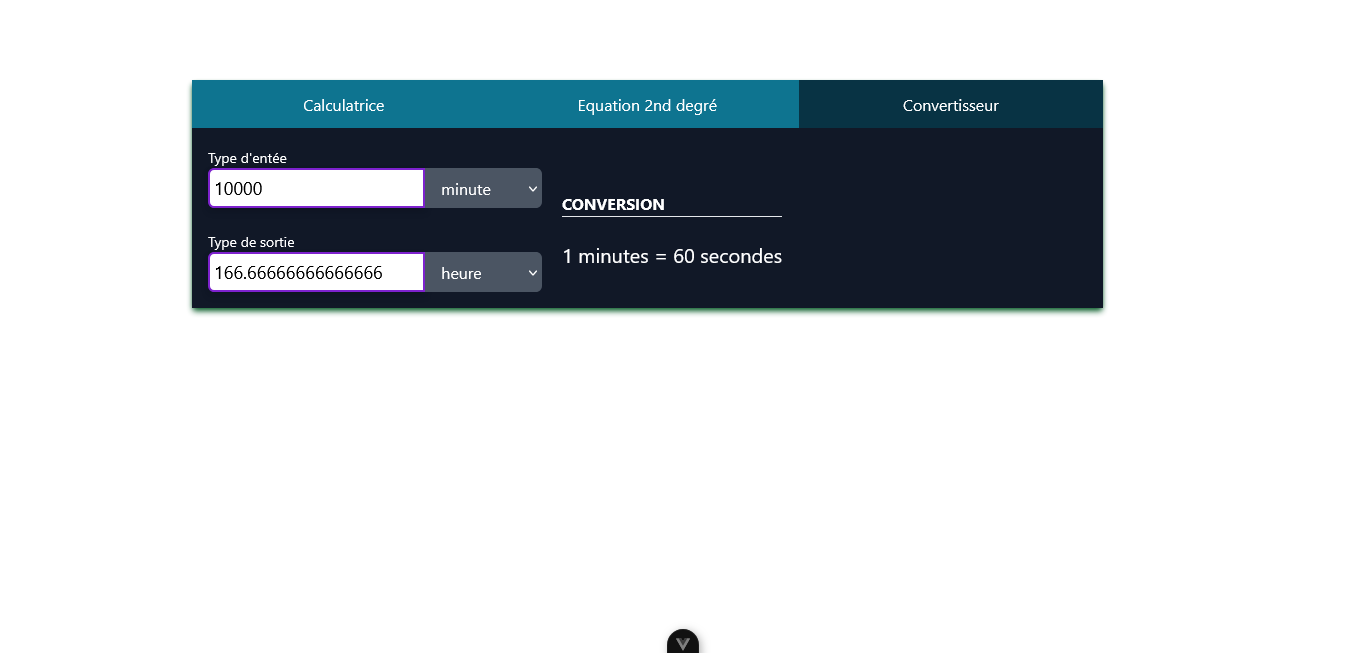 Calculatrice
Equation 2nd degré
Convertisseur
Type d'entée
10000
minute
Type de sortie
166.66666666666666
heure
CONVERSION
1 minutes = 60 secondes